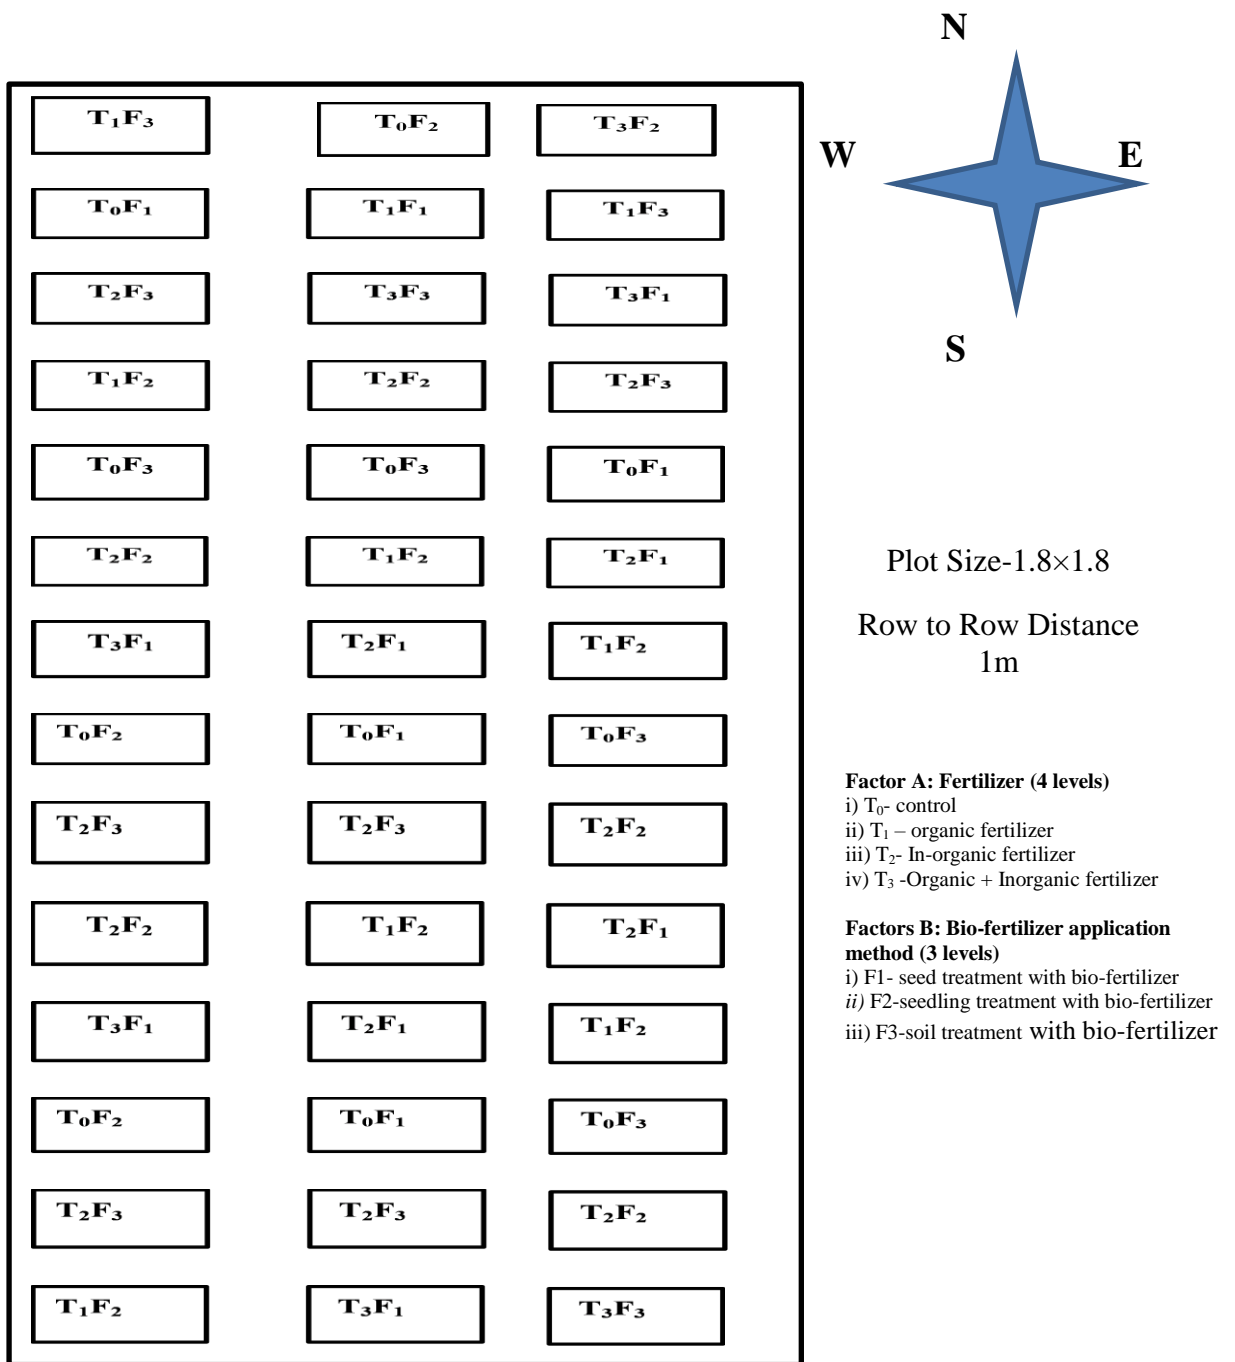 N
W E
S
T₁F₃ T₀F₂ T₃F₂
T₀F₁ T₁F₁ T₁F₃
T₂F₃ T₃F₃ T₃F₁
T₁F₂ T₂F₂ T₂F₃
T₀F₃ T₀F₃ T₀F₁
T₂F₂ T₁F₂ T₂F₁
T₃F₁ T₂F₁ T₁F₂
T₀F₂ T₀F₁ T₀F₃
T₂F₃ T₂F₃ T₂F₂
T₂F₂ T₁F₂ T₂F₁
T₃F₁ T₂F₁ T₁F₂
T₀F₂ T₀F₁ T₀F₃
T₂F₃ T₂F₃ T₂F₂
T₁F₂ T₃F₁ T₃F₃
Plot Size-1.8×1.8
Row to Row Distance
1m
Factor A: Fertilizer (4 levels)
i) T₀- control
ii) T₁ – organic fertilizer
iii) T₂- In-organic fertilizer
iv) T₃ -Organic + Inorganic fertilizer
Factors B: Bio-fertilizer application
method (3 levels)
i) F1- seed treatment with bio-fertilizer
ii) F2-seedling treatment with bio-fertilizer
iii) F3-soil treatment with bio-fertilizer